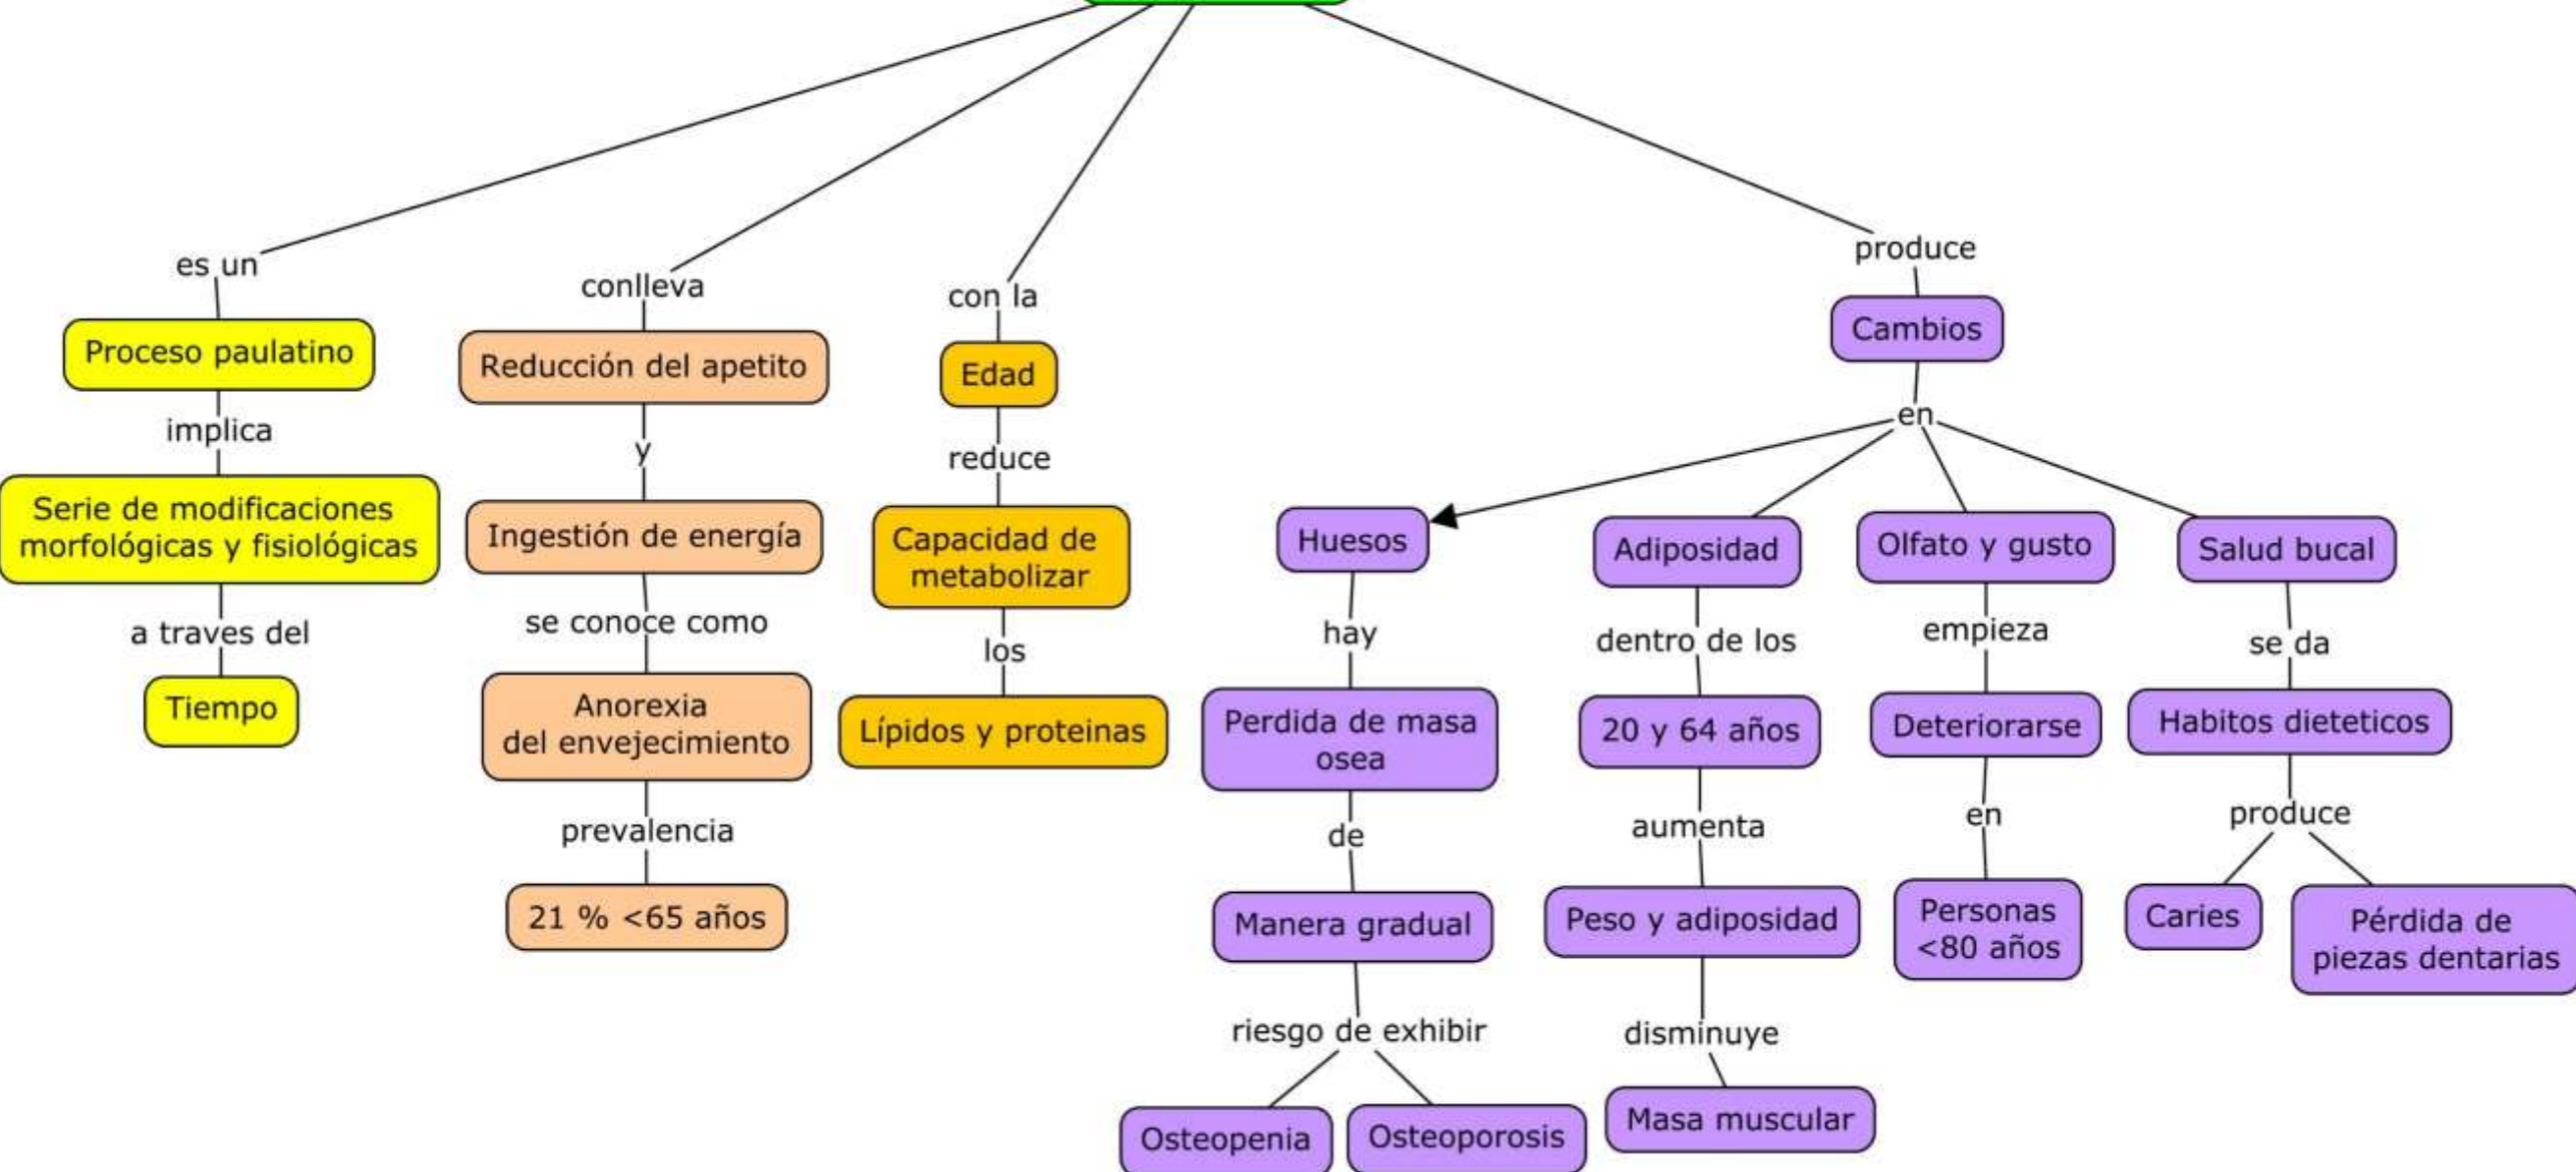 es un
Proceso paulatino
implica
Serie de modificaciones
morfológicas y fisiológicas
a traves del
Tiempo
conlleva
Reducción del apetito
y
Ingestión de energía
se conoce como
Anorexia
del envejecimiento
prevalencia
21 % <65 años
con la
Edad
reduce
Capacidad de
metabolizar
los
Lípidos y proteinas
produce
Cambios
en
Huesos
hay
Perdida de masa
osea
de
Manera gradual
riesgo de exhibir
Osteopenia
Osteoporosis
Adiposidad
dentro de los
20 y 64 años
aumenta
Peso y adiposidad
disminuye
Masa muscular
Olfato y gusto
empieza
Deteriorarse
en
Personas
<80 años
Salud bucal
se da
Habitos dieteticos
produce
Caries
Pérdida de
piezas dentarias